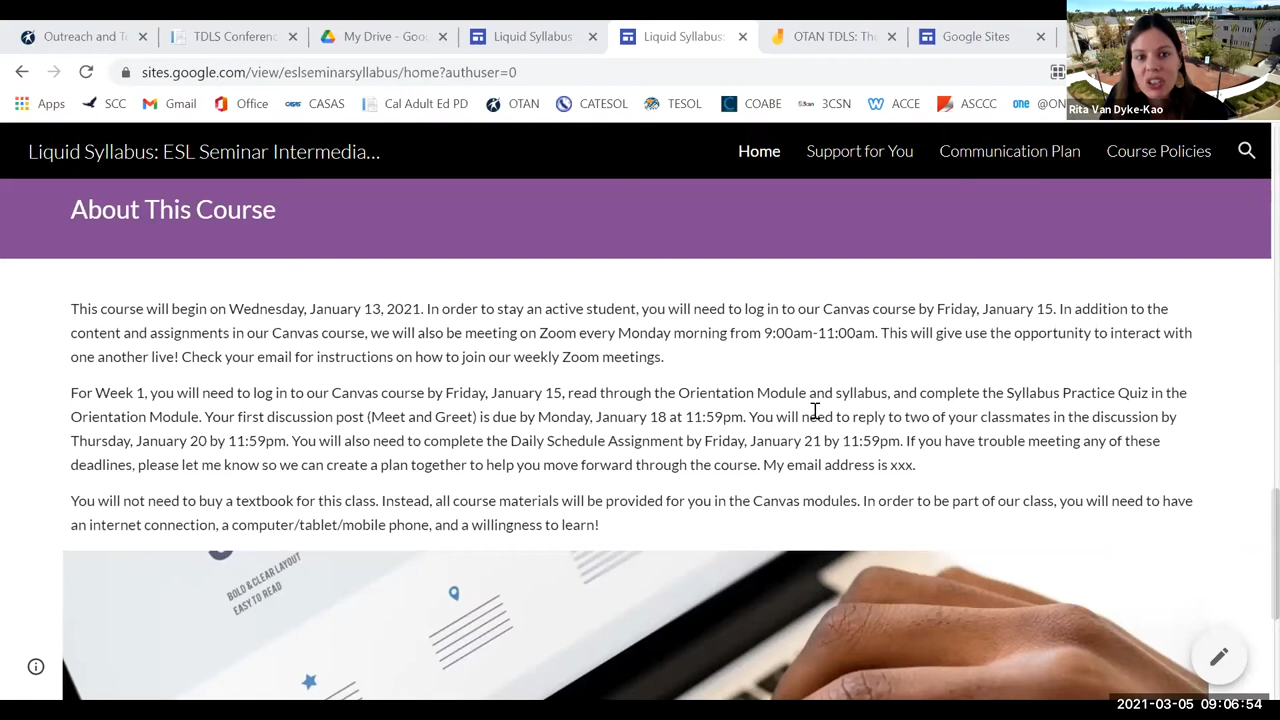 Outreach and Te
TDLS Conferenc
My Drive - Goo
Liquid Syllabus
Liquid Syllabus:
OTAN TDLS: Th
Google Sites
sites.google.com/view/eslseminarsyllabus/home?authuser=0
Rita Van Dyke-Kao
Apps
SCC
Gmail
Office
CASAS
Cal Adult Ed PD
OTAN
CATESOL
TESOL
COABE
3CSN
ACCE
ASCCC
one @ON
Liquid Syllabus: ESL Seminar Intermedia...
Home
Support for You
Communication Plan
Course Policies
About This Course
This course will begin on Wednesday, January 13, 2021. In order to stay an active student, you will need to log in to our Canvas course by Friday, January 15. In addition to the
content and assignments in our Canvas course, we will also be meeting on Zoom every Monday morning from 9:00am-11:00am. This will give use the opportunity to interact with
one another live! Check your email for instructions on how to join our weekly Zoom meetings.
For Week 1, you will need to log in to our Canvas course by Friday, January 15, read through the Orientation Module and syllabus, and complete the Syllabus Practice Quiz in the
Orientation Module. Your first discussion post (Meet and Greet) is due by Monday, January 18 at 11:59pm. You will need to reply to two of your classmates in the discussion by
Thursday, January 20 by 11:59pm. You will also need to complete the Daily Schedule Assignment by Friday, January 21 by 11:59pm. If you have trouble meeting any of these
deadlines, please let me know so we can create a plan together to help you move forward through the course. My email address is xxx.
You will not need to buy a textbook for this class. Instead, all course materials will be provided for you in the Canvas modules. In order to be part of our class, you will need to have
an internet connection, a computer/tablet/mobile phone, and a willingness to learn!
BOLD & CLEAR LAYOUT
EASY TO READ
2021-03-05 09:06:54